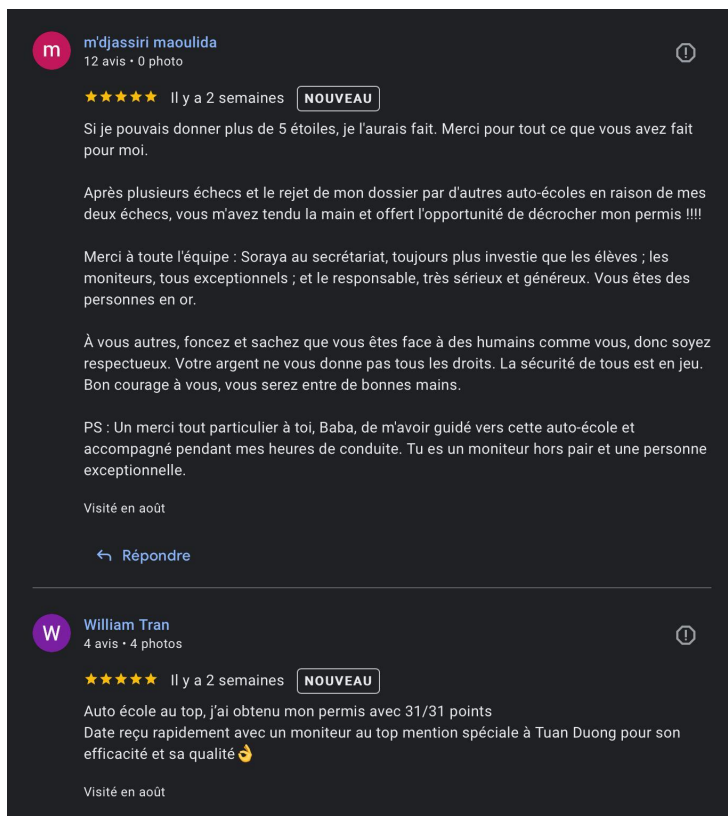 m
m'djassiri maoulida
12 avis • 0 photo
★★★★★ Il y a 2 semaines NOUVEAU
Si je pouvais donner plus de 5 étoiles, je l'aurais fait. Merci pour tout ce que vous avez fait
pour moi.
Après plusieurs échecs et le rejet de mon dossier par d'autres auto-écoles en raison de mes
deux échecs, vous m'avez tendu la main et offert l'opportunité de décrocher mon permis !!!!
Merci à toute l'équipe : Soraya au secrétariat, toujours plus investie que les élèves ; les
moniteurs, tous exceptionnels ; et le responsable, très sérieux et généreux. Vous êtes des
personnes en or.
À vous autres, foncez et sachez que vous êtes face à des humains comme vous, donc soyez
respectueux. Votre argent ne vous donne pas tous les droits. La sécurité de tous est en jeu.
Bon courage à vous, vous serez entre de bonnes mains.
PS : Un merci tout particulier à toi, Baba, de m'avoir guidé vers cette auto-école et
accompagné pendant mes heures de conduite. Tu es un moniteur hors pair et une personne
exceptionnelle.
Visité en août
Répondre
W
William Tran
4 avis • 4 photos
★★★★★ Il y a 2 semaines NOUVEAU
Auto école au top, j'ai obtenu mon permis avec 31/31 points
Date reçu rapidement avec un moniteur au top mention spéciale à Tuan Duong pour son
efficacité et sa qualité👌
Visité en août